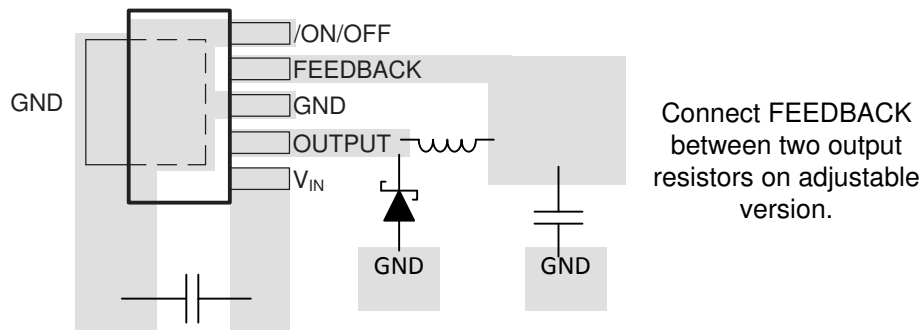 /ON/OFF
FEEDBACK
GND
GND
OUTPUT
VIN
GND
GND
Connect FEEDBACK
between two output
resistors on adjustable
version.